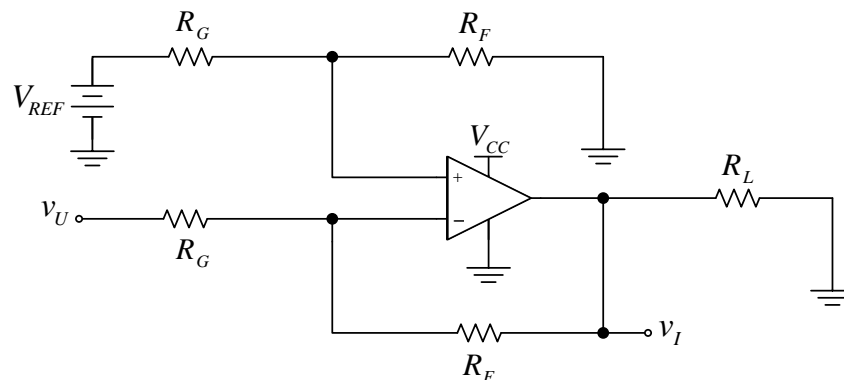 R_G
R_F
V_REF
V_CC
+
R_L
v_U
−
R_G
v_I
R_F